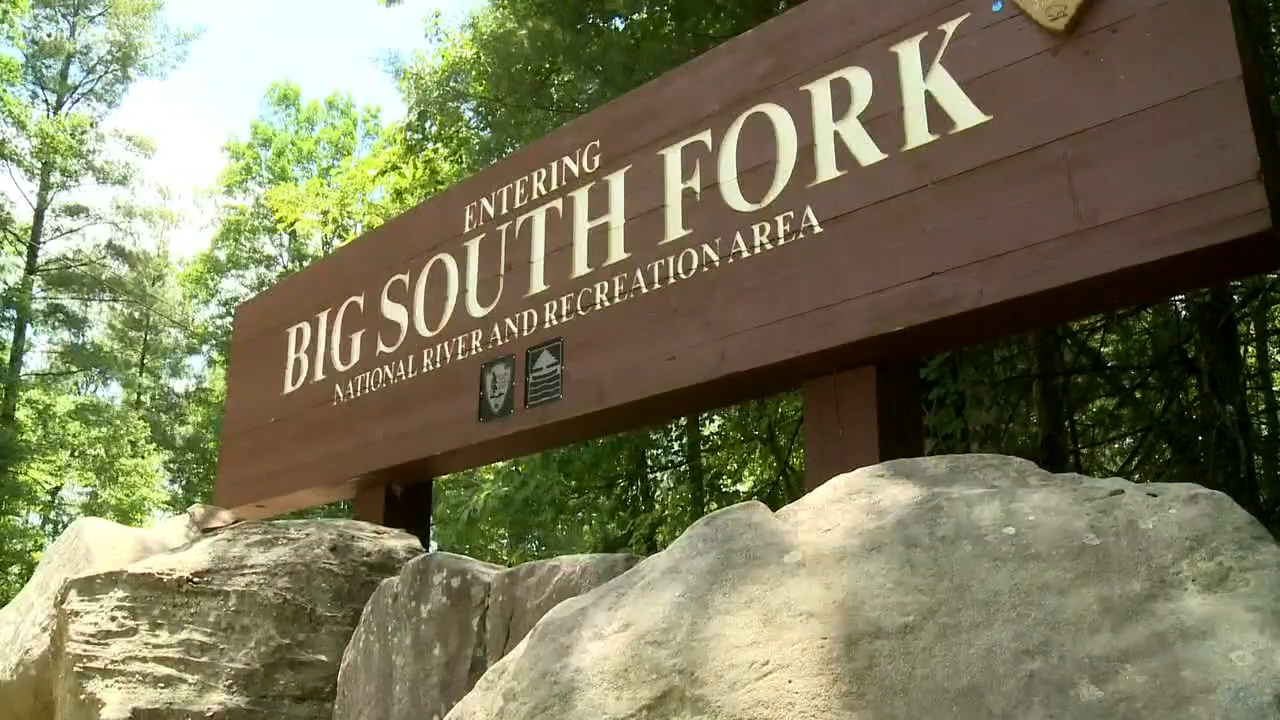 ENTERING
BIG SOUTH FORK
NATIONAL RIVER AND RECREATION AREA